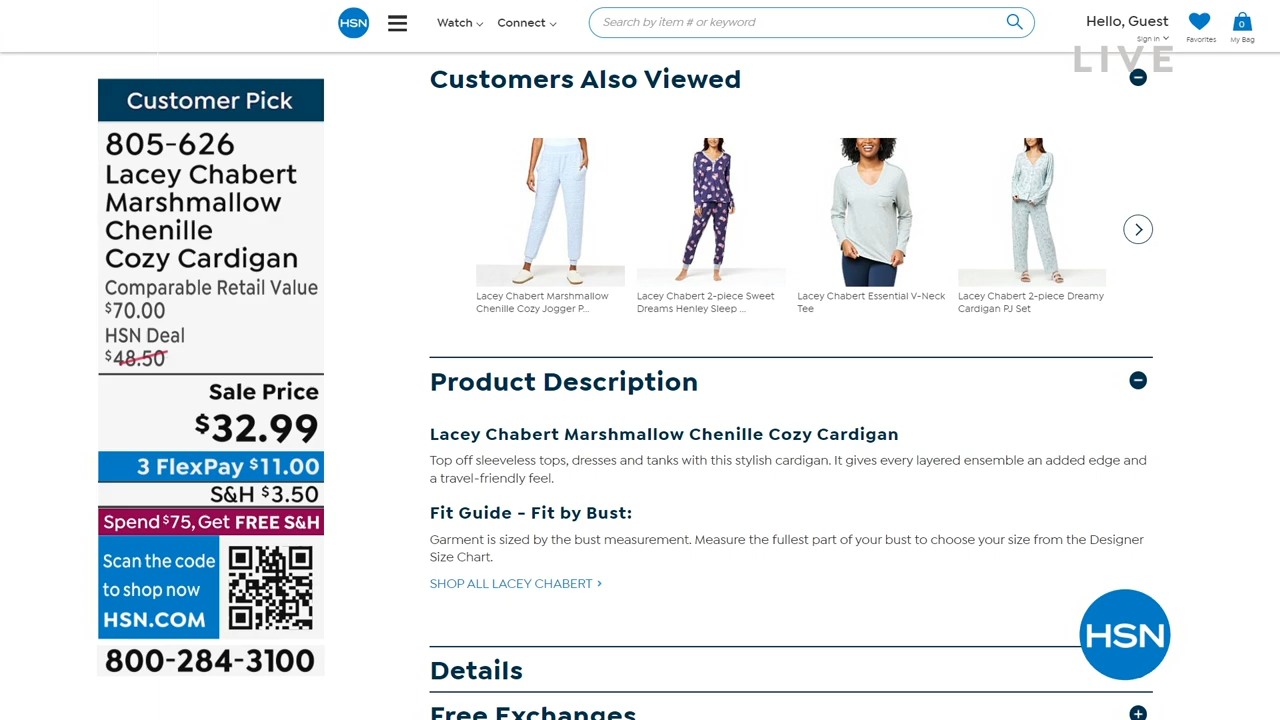 HSN
Watch
Connect
Search by item # or keyword
Hello, Guest
Sign In
Favorites
0
My Bag
LIVE
Customer Pick
805-626
Lacey Chabert
Marshmallow
Chenille
Cozy Cardigan
Comparable Retail Value
$70.00
HSN Deal
$48.50
Sale Price
$32.99
3 FlexPay $11.00
S&H $3.50
Spend $75, Get FREE S&H
Scan the code
to shop now
HSN.COM
800-284-3100
Customers Also Viewed
Lacey Chabert Marshmallow
Chenille Cozy Jogger P...
Lacey Chabert 2-piece Sweet
Dreams Henley Sleep ...
Lacey Chabert Essential V-Neck
Tee
Lacey Chabert 2-piece Dreamy
Cardigan PJ Set
Product Description
Lacey Chabert Marshmallow Chenille Cozy Cardigan
Top off sleeveless tops, dresses and tanks with this stylish cardigan. It gives every layered ensemble an added edge and
a travel-friendly feel.
Fit Guide - Fit by Bust:
Garment is sized by the bust measurement. Measure the fullest part of your bust to choose your size from the Designer
Size Chart.
SHOP ALL LACEY CHABERT >
HSN
Details
Free Exchanges